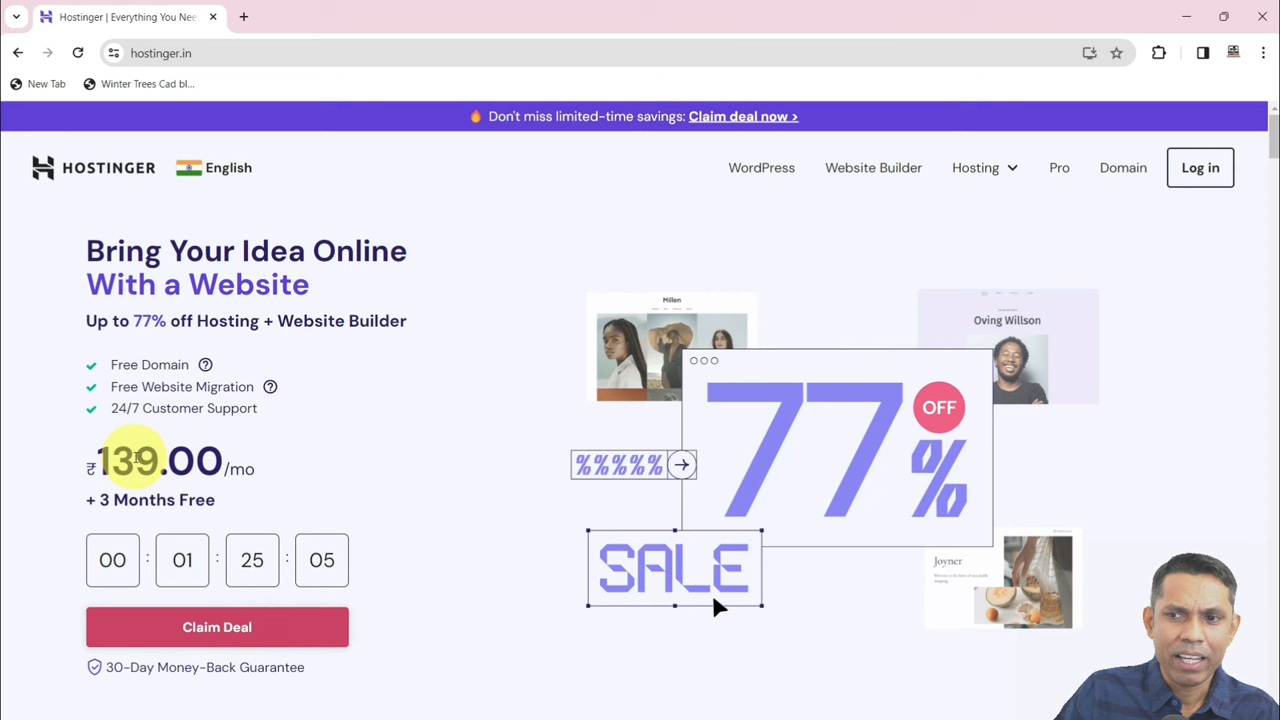 Hostinger | Everything You Nee
hostinger.in
New Tab
Winter Trees Cad bl...
🔥 Don't miss limited-time savings: Claim deal now >
HOSTINGER
English
WordPress
Website Builder
Hosting
Pro
Domain
Log in
Bring Your Idea Online
With a Website
Up to 77% off Hosting + Website Builder
Free Domain ?
Free Website Migration ?
24/7 Customer Support
₹139.00/mo
+ 3 Months Free
00 : 01 : 25 : 05
Claim Deal
30-Day Money-Back Guarantee
Millen
Oving Willson
77%
OFF
%%%%%
SALE
Joyner